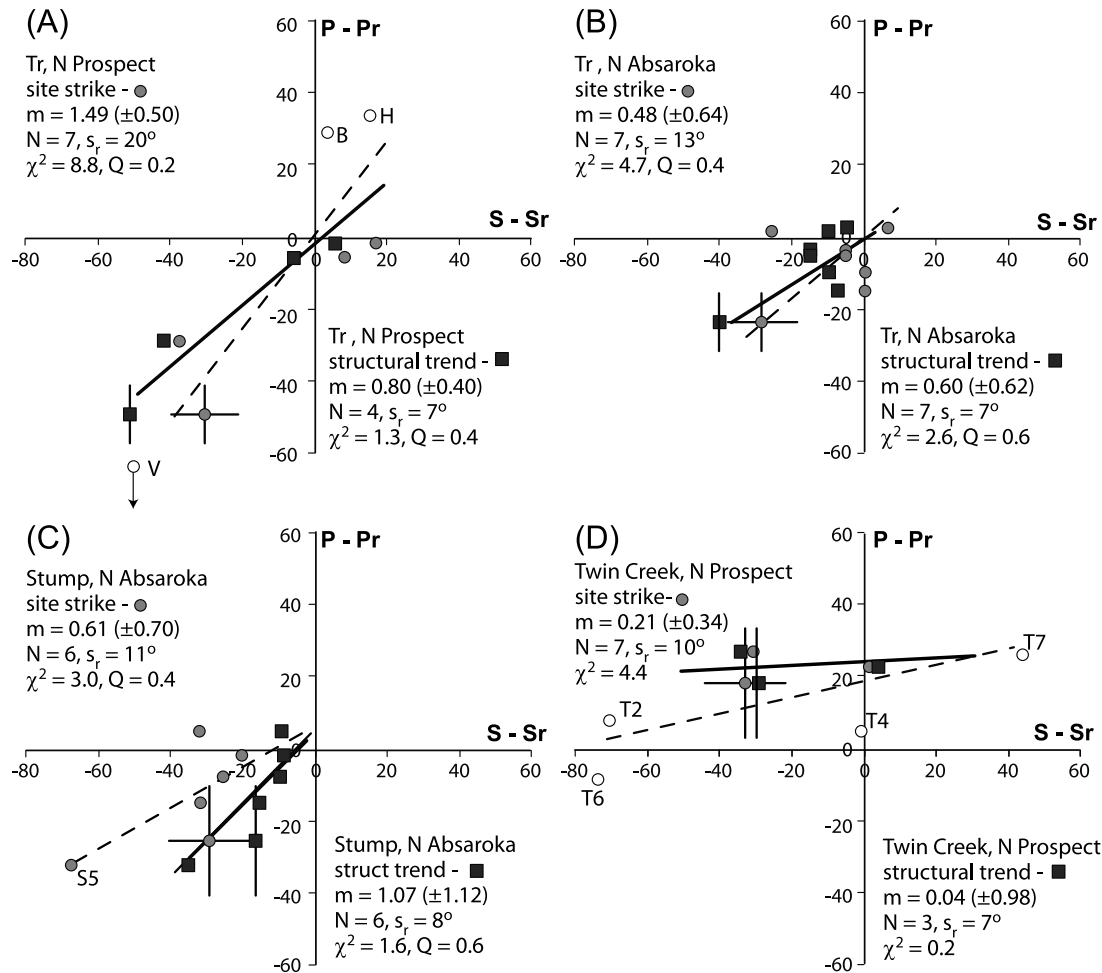 (A)
P - Pr
60
40
20
0
-20
-40
-60
Tr, N Prospect
site strike -
m = 1.49 (±0.50)
N = 7, sr = 20°
χ² = 8.8, Q = 0.2
B
H
S - Sr
-80 -60 -40 -20 0 20 40 60
V
Tr , N Prospect
structural trend -
m = 0.80 (±0.40)
N = 4, sr = 7°
χ² = 1.3, Q = 0.4
(B)
P - Pr
60
40
20
0
-20
-40
-60
Tr , N Absaroka
site strike -
m = 0.48 (±0.64)
N = 7, sr = 13°
χ² = 4.7, Q = 0.4
S - Sr
-80 -60 -40 -20 0 20 40 60
Tr, N Absaroka
structural trend -
m = 0.60 (±0.62)
N = 7, sr = 7°
χ² = 2.6, Q = 0.6
(C)
P - Pr
60
40
20
0
-20
-40
-60
Stump, N Absaroka
site strike -
m = 0.61 (±0.70)
N = 6, sr = 11°
χ² = 3.0, Q = 0.4
S - Sr
-80 -60 -40 -20 0 20 40 60
S5
Stump, N Absaroka
struct trend -
m = 1.07 (±1.12)
N = 6, sr = 8°
χ² = 1.6, Q = 0.6
(D)
P - Pr
60
40
20
0
-20
-40
-60
Twin Creek, N Prospect
site strike-
m = 0.21 (±0.34)
N = 7, sr = 10°
χ² = 4.4
T7
T2
T4
S - Sr
-80 -60 -40 -20 0 20 40 60
T6
Twin Creek, N Prospect
structural trend -
m = 0.04 (±0.98)
N = 3, sr = 7°
χ² = 0.2